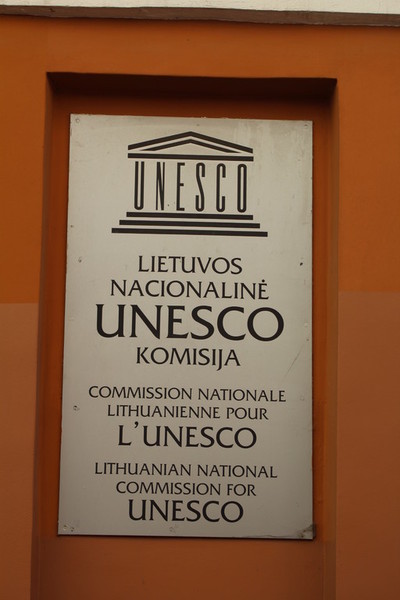 UNESCO
LIETUVOS
NACIONALINĖ
UNESCO
KOMISIJA
COMMISSION NATIONALE
LITHUANIENNE POUR
L'UNESCO
LITHUANIAN NATIONAL
COMMISSION FOR
UNESCO